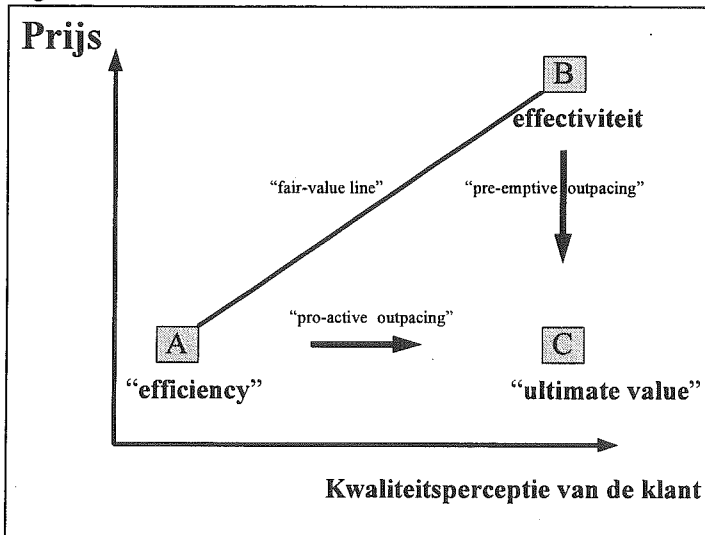 Prijs
B
effectiviteit
“fair-value line”
“pre-emptive outpacing”
“pro-active outpacing”
A
C
“efficiency”
“ultimate value”
Kwaliteitsperceptie van de klant